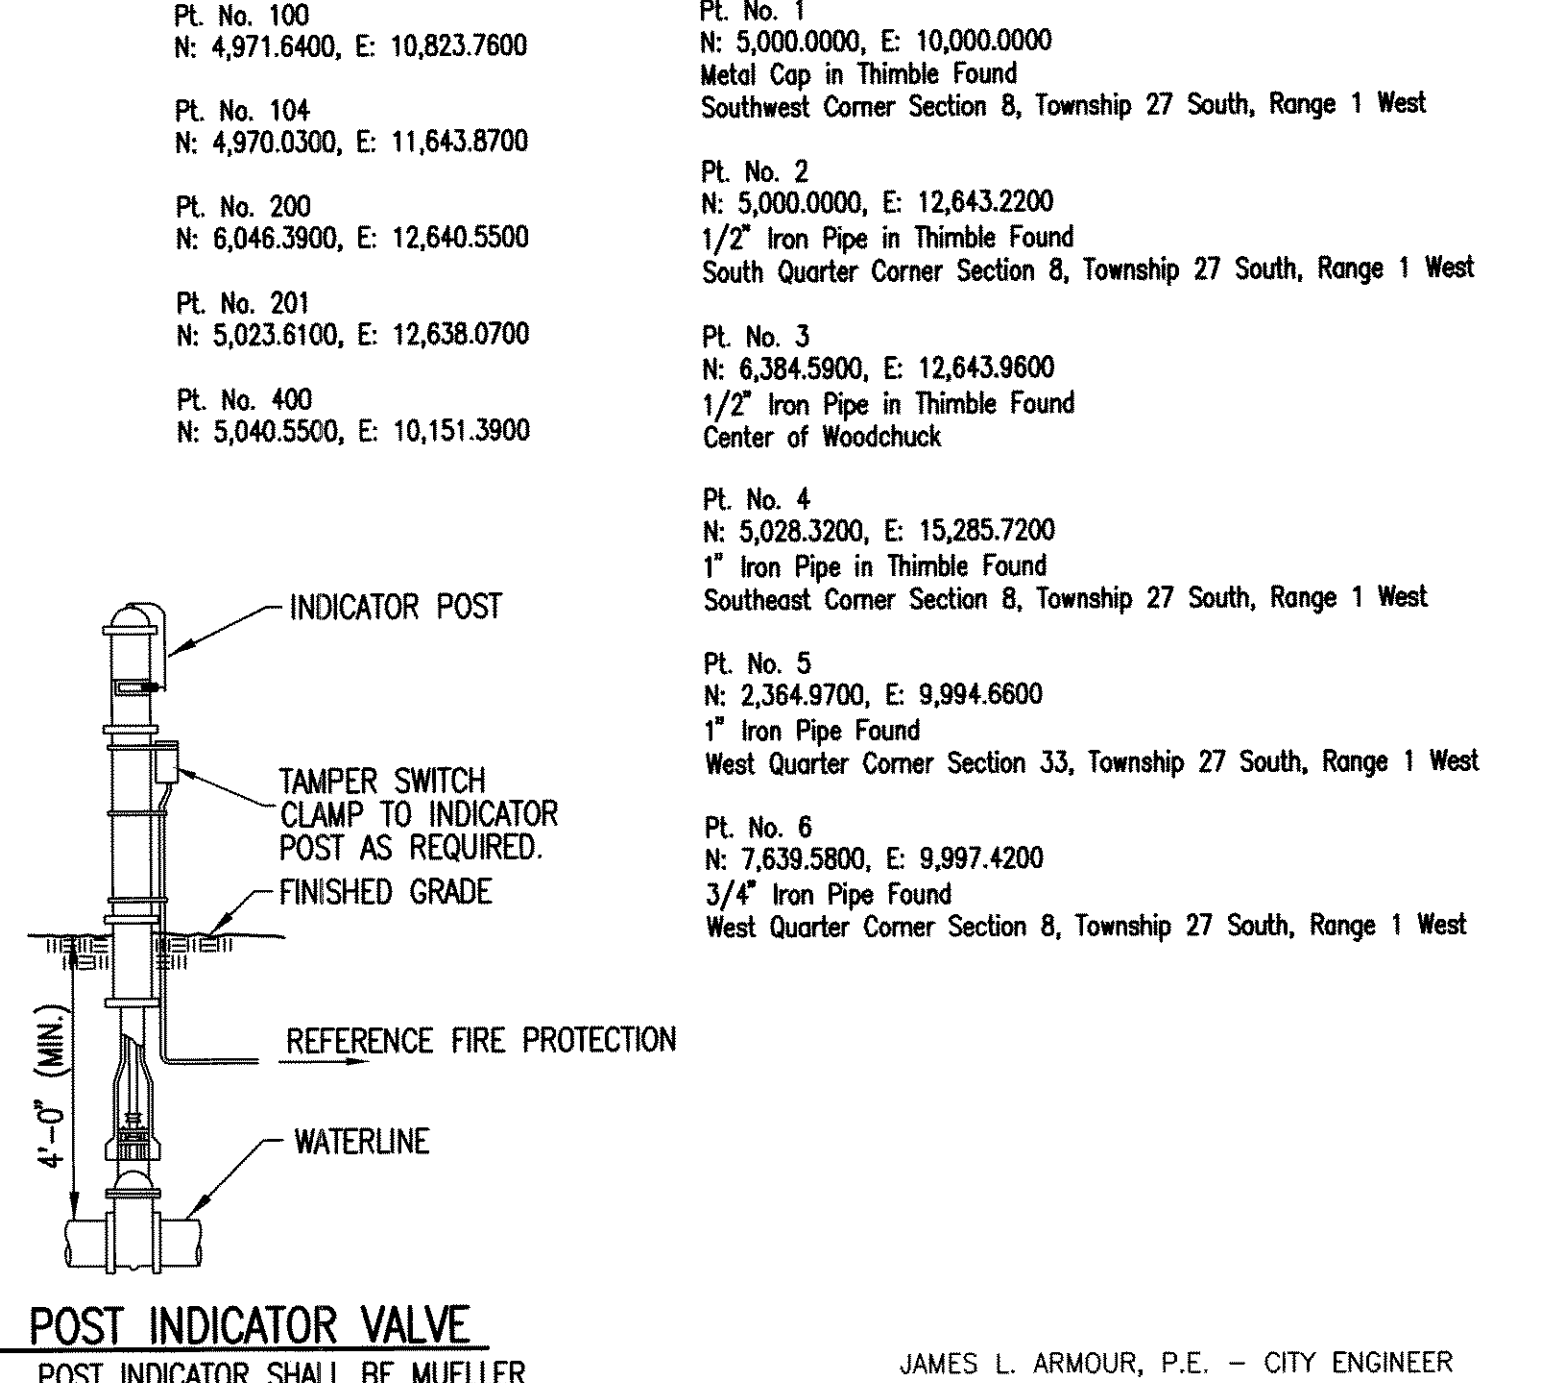 Pt. No. 100
N: 4,971.6400, E: 10,823.7600
Pt. No. 104
N: 4,970.0300, E: 11,643.8700
Pt. No. 200
N: 6,046.3900, E: 12,640.5500
Pt. No. 201
N: 5,023.6100, E: 12,638.0700
Pt. No. 400
N: 5,040.5500, E: 10,151.3900
Pt. No. 1
N: 5,000.0000, E: 10,000.0000
Metal Cap in Thimble Found
Southwest Corner Section 8, Township 27 South, Range 1 West
Pt. No. 2
N: 5,000.0000, E: 12,643.2200
1/2" Iron Pipe in Thimble Found
South Quarter Corner Section 8, Township 27 South, Range 1 West
Pt. No. 3
N: 6,384.5900, E: 12,643.9600
1/2" Iron Pipe in Thimble Found
Center of Woodchuck
Pt. No. 4
N: 5,028.3200, E: 15,285.7200
1" Iron Pipe in Thimble Found
Southeast Corner Section 8, Township 27 South, Range 1 West
Pt. No. 5
N: 2,364.9700, E: 9,994.6600
1" Iron Pipe Found
West Quarter Corner Section 33, Township 27 South, Range 1 West
Pt. No. 6
N: 7,639.5800, E: 9,997.4200
3/4" Iron Pipe Found
West Quarter Corner Section 8, Township 27 South, Range 1 West
INDICATOR POST
TAMPER SWITCH
CLAMP TO INDICATOR
POST AS REQUIRED.
FINISHED GRADE
4'-0" (MIN.)
REFERENCE FIRE PROTECTION
WATERLINE
POST INDICATOR VALVE
POST INDICATOR SHALL BE MUELLER
JAMES L. ARMOUR, P.E. – CITY ENGINEER